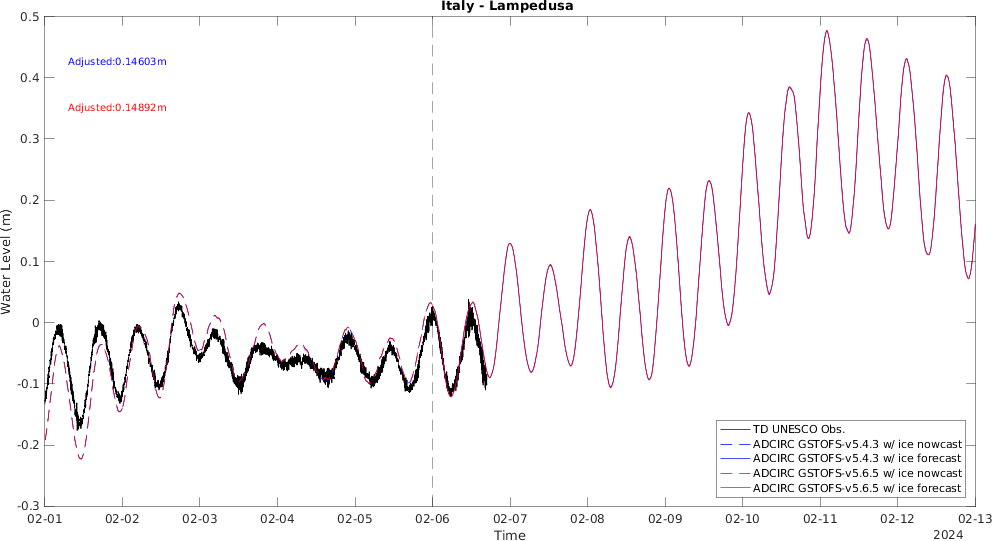 Italy - Lampedusa
0.5
0.4
0.3
0.2
0.1
0
-0.1
-0.2
-0.3
Water Level (m)
Adjusted:0.14603m
Adjusted:0.14892m
TD UNESCO Obs.
ADCIRC GSTOFS-v5.4.3 w/ ice nowcast
ADCIRC GSTOFS-v5.4.3 w/ ice forecast
ADCIRC GSTOFS-v5.6.5 w/ ice nowcast
ADCIRC GSTOFS-v5.6.5 w/ ice forecast
02-01 02-02 02-03 02-04 02-05 02-06 02-07 02-08 02-09 02-10 02-11 02-12 02-13
Time
2024